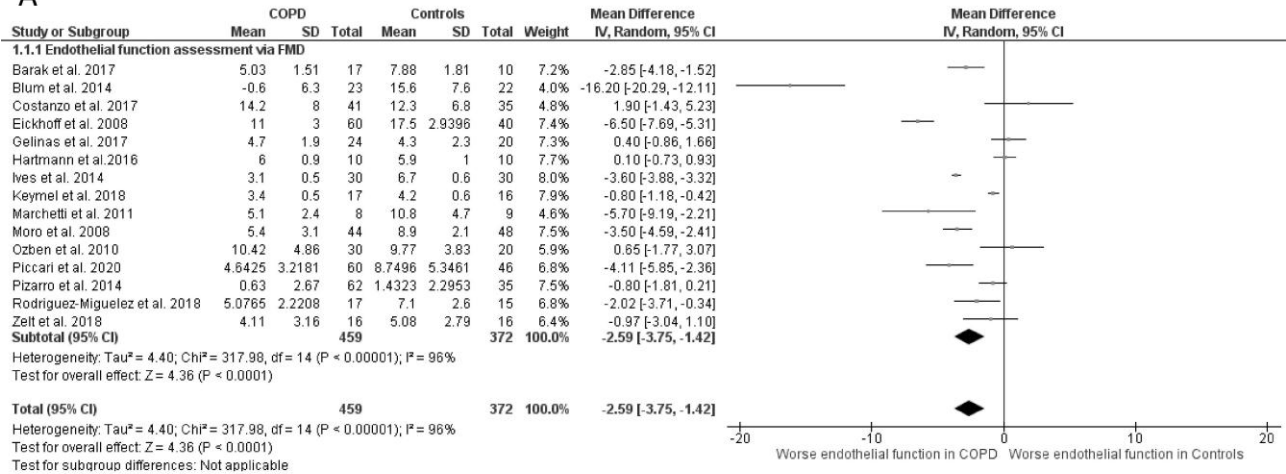 A
COPD Controls Mean Difference Mean Difference
Study or Subgroup Mean SD Total Mean SD Total Weight IV, Random, 95% CI IV, Random, 95% CI
1.1.1 Endothelial function assessment via FMD
Barak et al. 2017 5.03 1.51 17 7.88 1.81 10 7.2% -2.85 [-4.18, -1.52]
Blum et al. 2014 -0.6 6.3 23 15.6 7.6 22 4.0% -16.20 [-20.29, -12.11]
Costanzo et al. 2017 14.2 8 41 12.3 6.8 35 4.8% 1.90 [-1.43, 5.23]
Eickhoff et al. 2008 11 3 60 17.5 2.9396 40 7.4% -6.50 [-7.69, -5.31]
Gelinas et al. 2017 4.7 1.9 24 4.3 2.3 20 7.3% 0.40 [-0.86, 1.66]
Hartmann et al.2016 6 0.9 10 5.9 1 10 7.7% 0.10 [-0.73, 0.93]
Ives et al. 2014 3.1 0.5 30 6.7 0.6 30 8.0% -3.60 [-3.88, -3.32]
Keymel et al. 2018 3.4 0.5 17 4.2 0.6 16 7.9% -0.80 [-1.18, -0.42]
Marchetti et al. 2011 5.1 2.4 8 10.8 4.7 9 4.6% -5.70 [-9.19, -2.21]
Moro et al. 2008 5.4 3.1 44 8.9 2.1 48 7.5% -3.50 [-4.59, -2.41]
Ozben et al. 2010 10.42 4.86 30 9.77 3.83 20 5.9% 0.65 [-1.77, 3.07]
Piccari et al. 2020 4.6425 3.2181 60 8.7496 5.3461 46 6.8% -4.11 [-5.85, -2.36]
Pizarro et al. 2014 0.63 2.67 62 1.4323 2.2953 35 7.5% -0.80 [-1.81, 0.21]
Rodriguez-Miguelez et al. 2018 5.0765 2.2208 17 7.1 2.6 15 6.8% -2.02 [-3.71, -0.34]
Zelt et al. 2018 4.11 3.16 16 5.08 2.79 16 6.4% -0.97 [-3.04, 1.10]
Subtotal (95% CI) 459 372 100.0% -2.59 [-3.75, -1.42]
Heterogeneity: Tau² = 4.40; Chi² = 317.98, df = 14 (P < 0.00001); I² = 96%
Test for overall effect: Z = 4.36 (P < 0.0001)
Total (95% CI) 459 372 100.0% -2.59 [-3.75, -1.42]
Heterogeneity: Tau² = 4.40; Chi² = 317.98, df = 14 (P < 0.00001); I² = 96%
Test for overall effect: Z = 4.36 (P < 0.0001)
Test for subgroup differences: Not applicable
-20 -10 0 10 20
Worse endothelial function in COPD Worse endothelial function in Controls